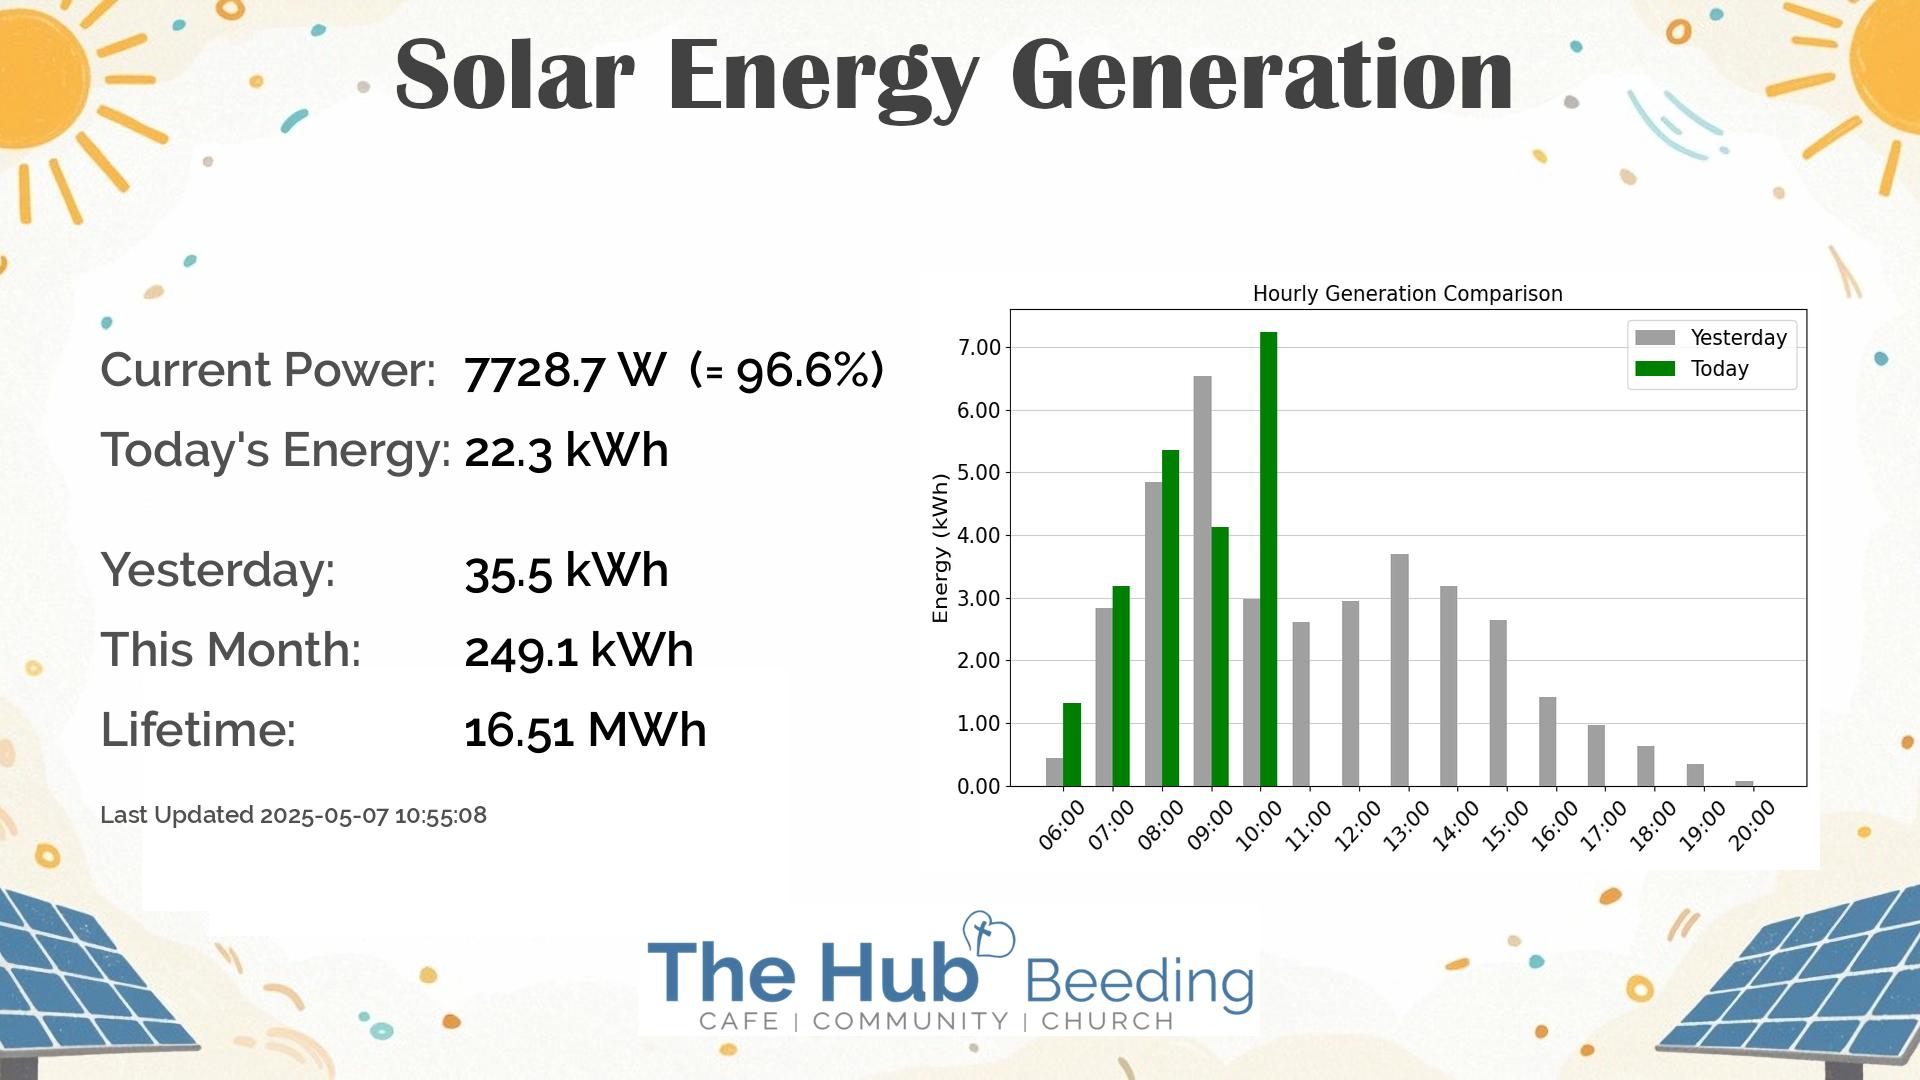 Solar Energy Generation
Current Power: 7728.7 W (= 96.6%)
Today's Energy: 22.3 kWh
Yesterday: 35.5 kWh
This Month: 249.1 kWh
Lifetime: 16.51 MWh
Last Updated 2025-05-07 10:55:08
Hourly Generation Comparison
Yesterday
Today
Energy (kWh)
7.00
6.00
5.00
4.00
3.00
2.00
1.00
0.00
06:00 07:00 08:00 09:00 10:00 11:00 12:00 13:00 14:00 15:00 16:00 17:00 18:00 19:00 20:00
The Hub Beeding
CAFE | COMMUNITY | CHURCH